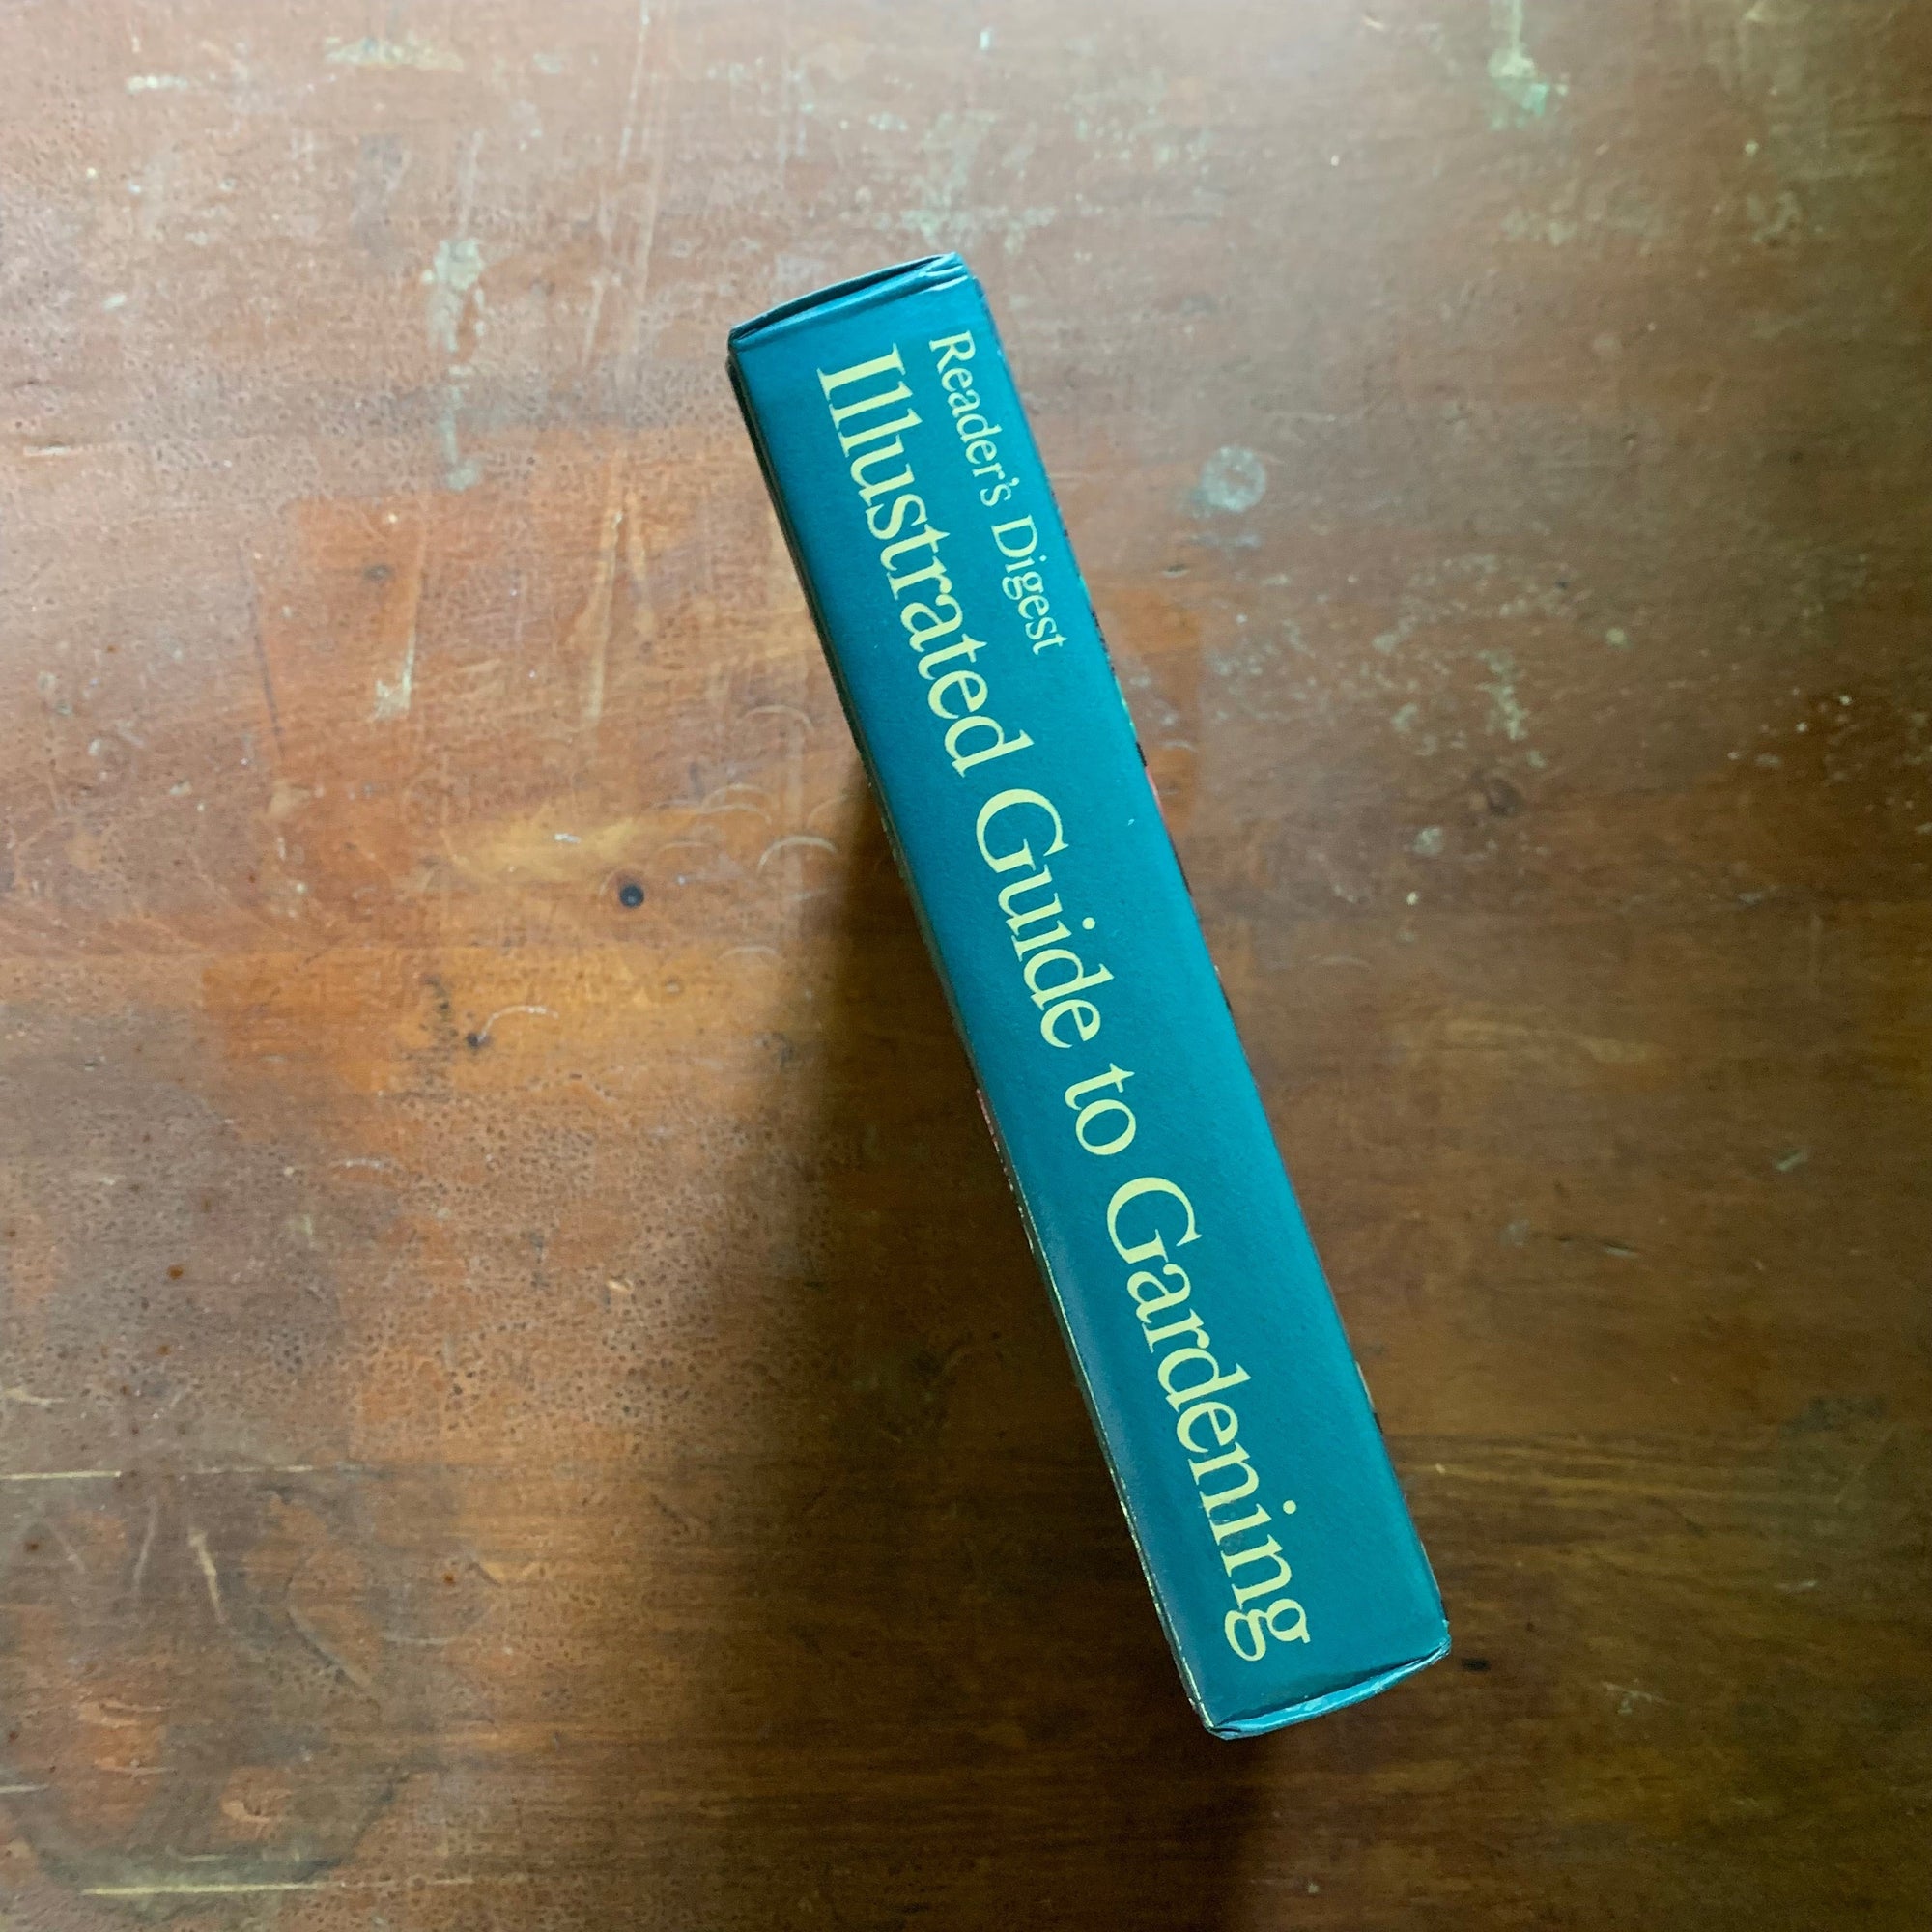 Reader's Digest
Illustrated Guide to Gardening